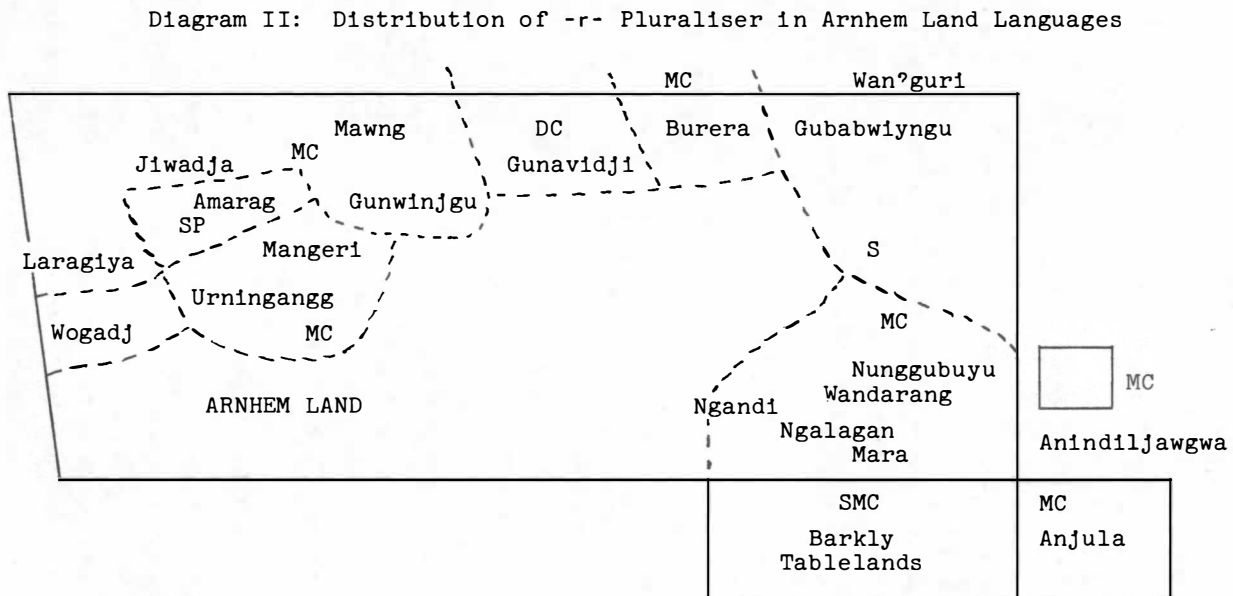 Diagram II: Distribution of -r- Pluraliser in Arnhem Land Languages
MC
Wan?guri
Mawng
DC
Burera
Gubabwiyngu
Jiwadja
MC
Gunavidji
Amarag
Gunwinjgu
SP
Mangeri
S
Laragiya
Urningangg
Wogadj
MC
MC
Nunggubuyu
MC
Wandarang
ARNHEM LAND
Ngandi
Ngalagan
Anindiljawgwa
Mara
SMC
MC
Barkly
Anjula
Tablelands